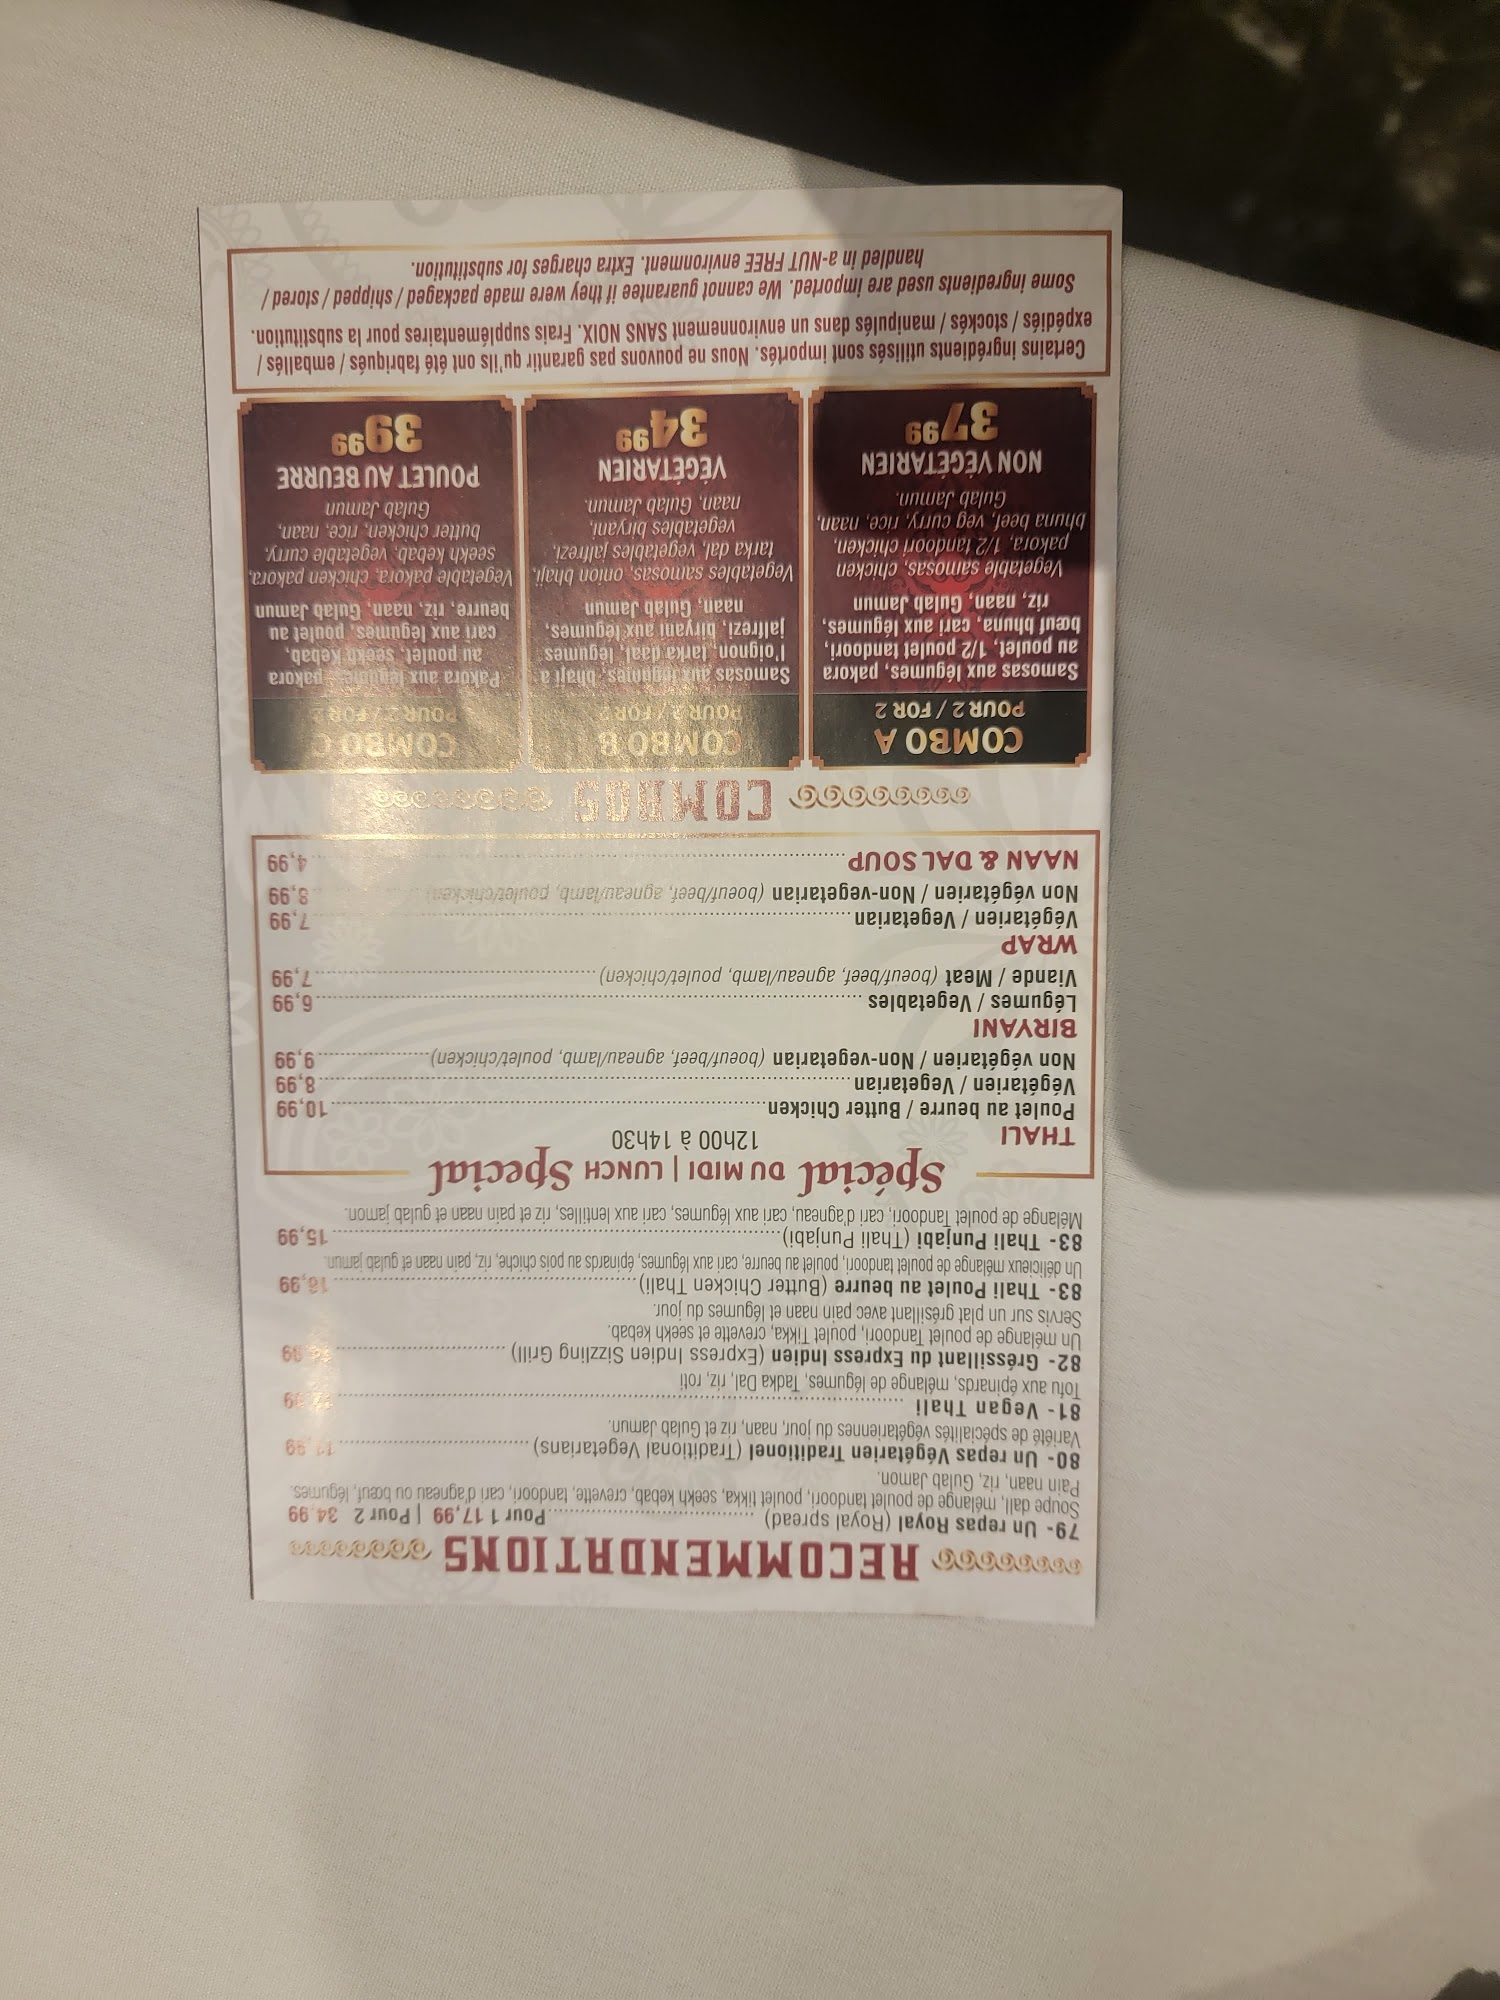 RECOMMENDATIONS
79- Un repas Royal (Royal spread) ..... Pour 1 17,99 | Pour 2 34,99
Soupe dall, mélange de poulet tandoori, poulet tikka, seekh kebab, crevette, tandoori, cari d'agneau ou bœuf, légumes.
Pain naan, riz, Gulab Jamon.
80- Un repas Végétarien Traditionel (Traditional Vegetarians) .....
Variété de spécialités végétariennes du jour, naan, riz et Gulab Jamun.
81- Vegan Thali .....
Tofu aux épinards, mélange de légumes, Tadka Dal, riz, roti
82- Gréssillant du Express Indien (Express Indien Sizzling Grill) .....
Un mélange de poulet Tandoori, poulet Tikka, crevette et seekh kebab.
Servis sur un plat grésillant avec pain naan et légumes du jour.
83- Thali Poulet au beurre (Butter Chicken Thali) ..... 18,99
Un délicieux mélange de poulet tandoori, poulet au beurre, cari aux légumes, épinards au pois chiche, riz, pain naan et gulab jamun.
83- Thali Punjabi (Thali Punjabi) ..... 15,99
Mélange de poulet Tandoori, cari d'agneau, cari aux légumes, cari aux lentilles, riz et pain naan et gulab jamon.
Spécial DU MIDI | LUNCH Special
12h00 à 14h30
THALI
Poulet au beurre / Butter Chicken ..... 10,99
Végétarien / Vegetarian ..... 8,99
Non végétarien / Non-vegetarian (boeuf/beef, agneau/lamb, poulet/chicken) ..... 9,99
BIRYANI
Légumes / Vegetables ..... 6,99
Viande / Meat (boeuf/beef, agneau/lamb, poulet/chicken) ..... 7,99
WRAP
Végétarien / Vegetarian ..... 7,99
Non végétarien / Non-vegetarian (boeuf/beef, agneau/lamb, poulet/chicken) ..... 8,99
NAAN & DAL SOUP ..... 4,99
COMBOS
COMBO A
POUR 2 / FOR 2
Samosas aux légumes, pakora
au poulet, 1/2 poulet tandoori,
bœuf bhuna, cari aux légumes,
riz, naan, Gulab Jamun
Vegetable samosas, chicken
pakora, 1/2 tandoori chicken,
bhuna beef, veg curry, rice, naan,
Gulab Jamun.
NON VÉGÉTARIEN
3799
COMBO B
POUR 2 / FOR 2
Samosas aux légumes, bhaji a
l'oignon, tarka daal, légumes
jalfrezi, biryani aux légumes,
naan, Gulab Jamun
Vegetables samosas, onion bhaji,
tarka dal, vegetables jalfrezi,
vegetables biryani,
naan, Gulab Jamun.
VÉGÉTARIEN
3499
COMBO C
POUR 2 / FOR 2
Pakora aux légumes, pakora
au poulet, seekh kebab,
cari aux légumes, poulet au
beurre, riz, naan, Gulab Jamun
Vegetable pakora, chicken pakora,
seekh kebab, vegetable curry,
butter chicken, rice, naan,
Gulab Jamun
POULET AU BEURRE
3999
Certains ingrédients utilisés sont importés. Nous ne pouvons pas garantir qu'ils ont été fabriqués / emballés /
expédiés / stockés / manipulés dans un environnement SANS NOIX. Frais supplémentaires pour la substitution.
Some ingredients used are imported. We cannot guarantee if they were made packaged / shipped / stored /
handled in a-NUT FREE environment. Extra charges for substitution.